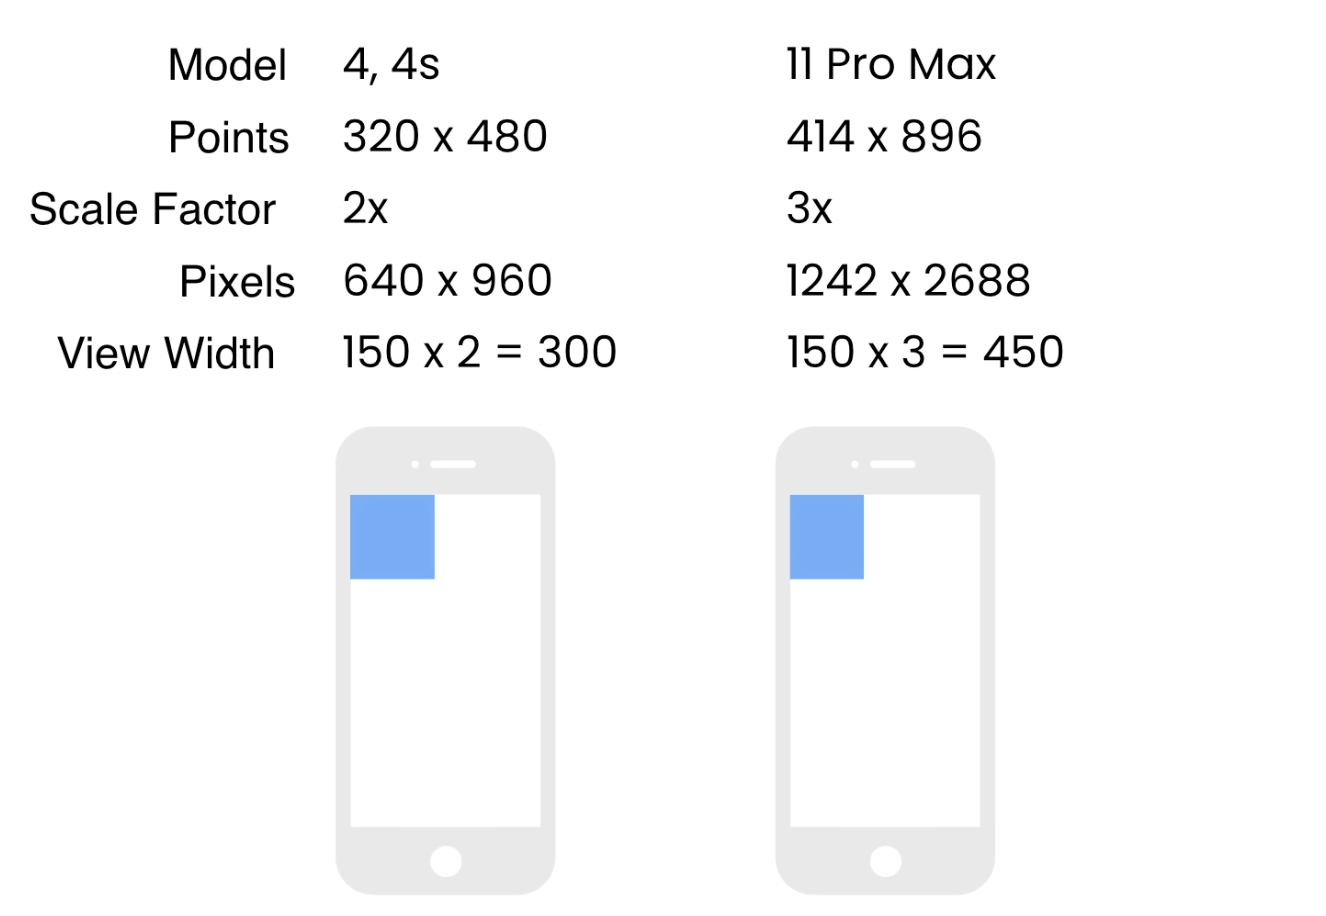 Model 4, 4s 11 Pro Max
Points 320 x 480 414 x 896
Scale Factor 2x 3x
Pixels 640 x 960 1242 x 2688
View Width 150 x 2 = 300 150 x 3 = 450